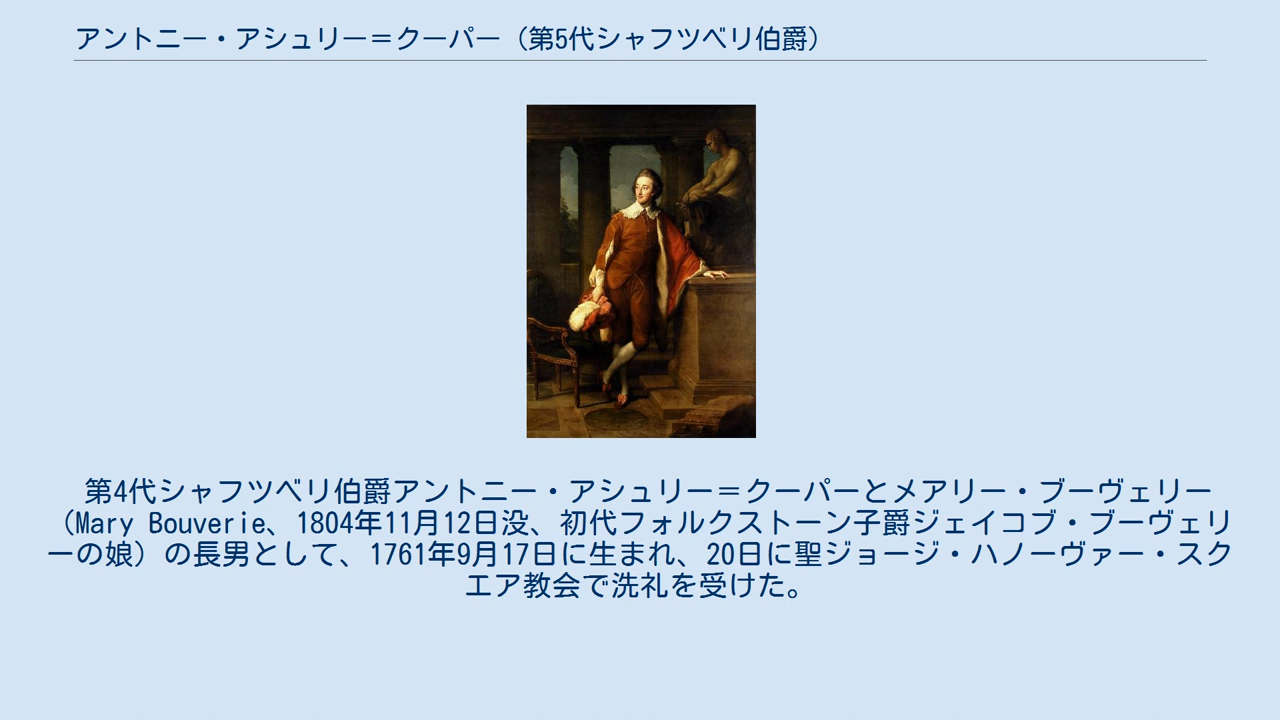 アントニー・アシュリー＝クーパー（第5代シャフツベリ伯爵）
第4代シャフツベリ伯爵アントニー・アシュリー＝クーパーとメアリー・ブーヴェリー
（Mary Bouverie、1804年11月12日没、初代フォルクストーン子爵ジェイコブ・ブーヴェリ
ーの娘）の長男として、1761年9月17日に生まれ、20日に聖ジョージ・ハノーヴァー・スク
エア教会で洗礼を受けた。